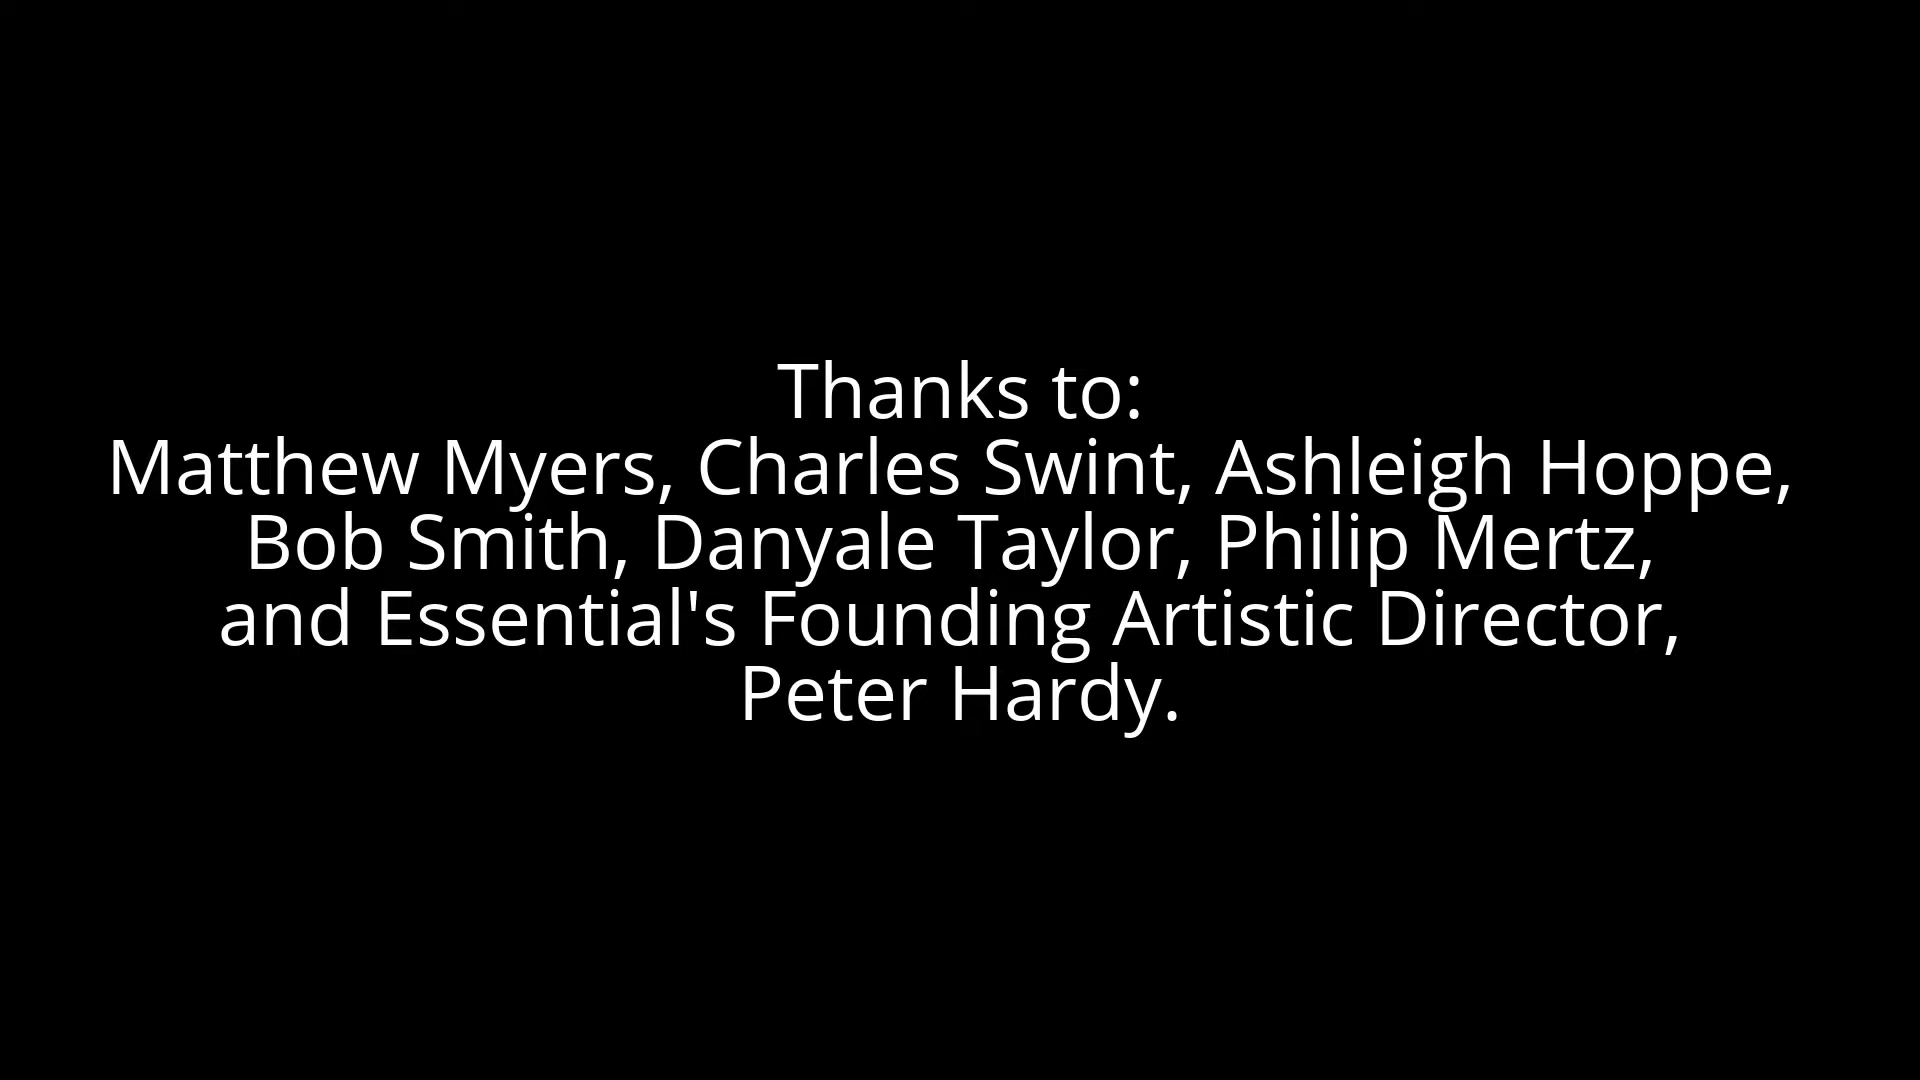 Thanks to:
Matthew Myers, Charles Swint, Ashleigh Hoppe,
Bob Smith, Danyale Taylor, Philip Mertz,
and Essential's Founding Artistic Director,
Peter Hardy.